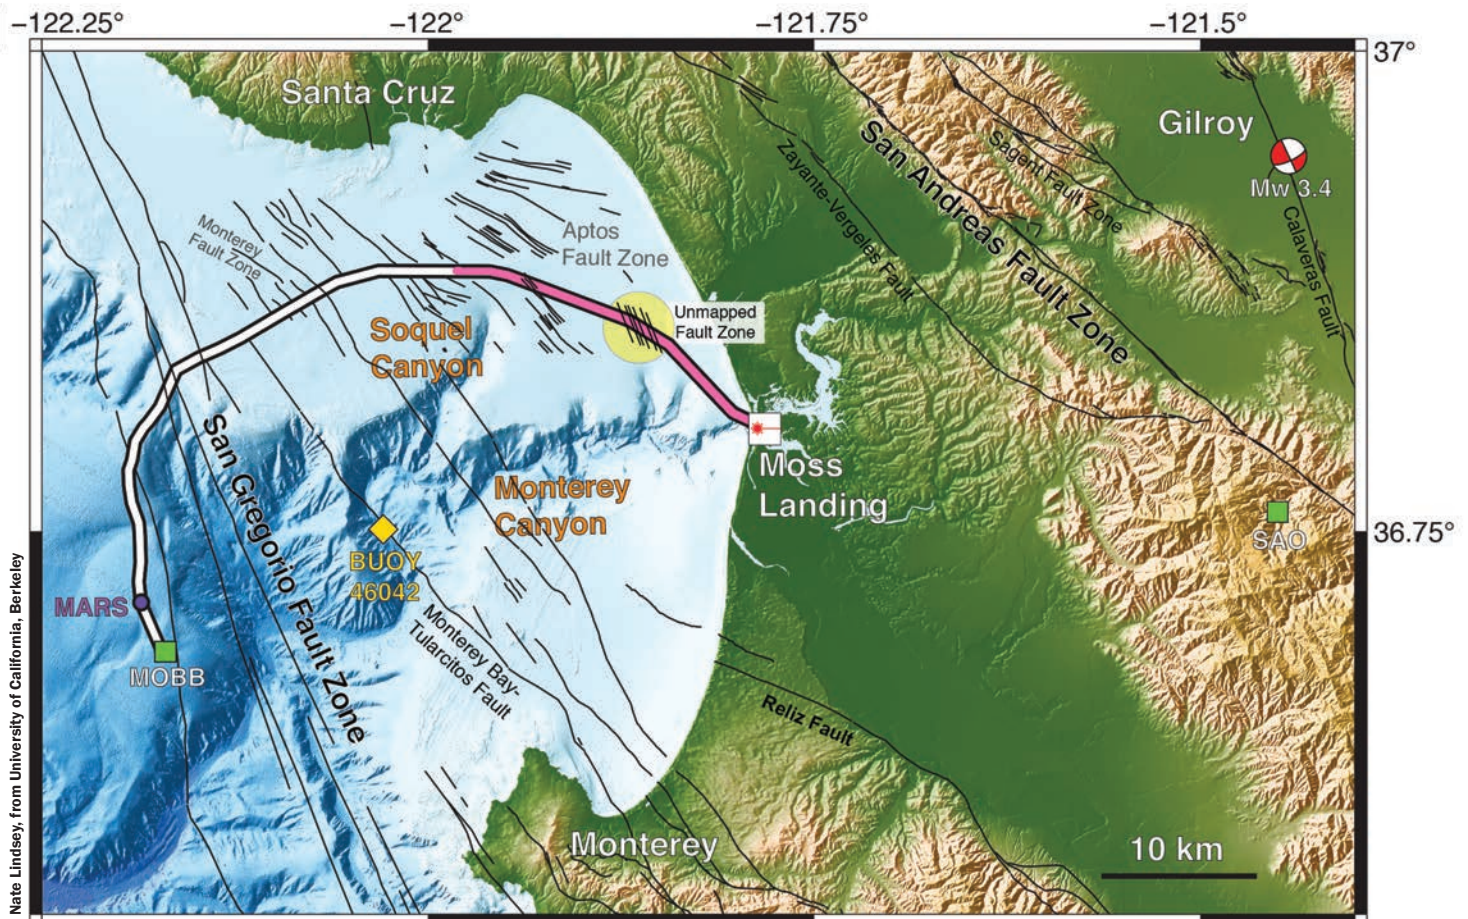 −122.25°
−122°
−121.75°
−121.5°
37°
Santa Cruz
Gilroy
Mw 3.4
San Andreas Fault Zone
Sagent Fault Zone
Zayante-Vergeles Fault
Calaveras Fault
Monterey
Fault Zone
Aptos
Fault Zone
Unmapped
Fault Zone
Soquel
Canyon
San Gregorio Fault Zone
Monterey
Canyon
Moss
Landing
36.75°
SAO
BUOY
46042
MARS
MOBB
Monterey Bay-
Tularcitos Fault
Reliz Fault
Monterey
10 km
Nate Lindsey, from University of California, Berkeley